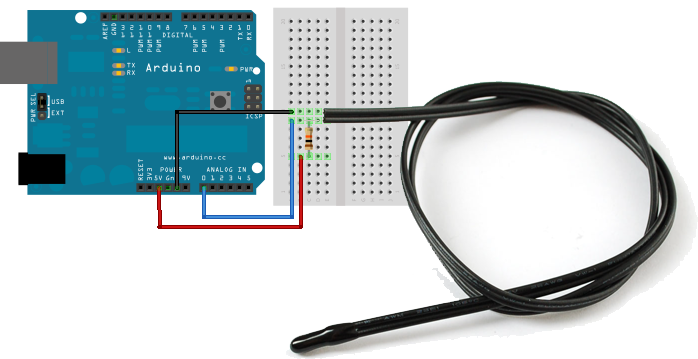 AREF
GND
13
12
11
10
9
8
7
6
5
4
3
2
1
0
PWM
PWM
PWM
PWM
PWM
PWM
TX
RX
DIGITAL
L
TX
RX
Arduino
PWR
ICSP
PWR SEL
USB
EXT
www.arduino.cc
POWER
ANALOG IN
RESET
3V3
5V
Gnd
9V
0 1 2 3 4 5